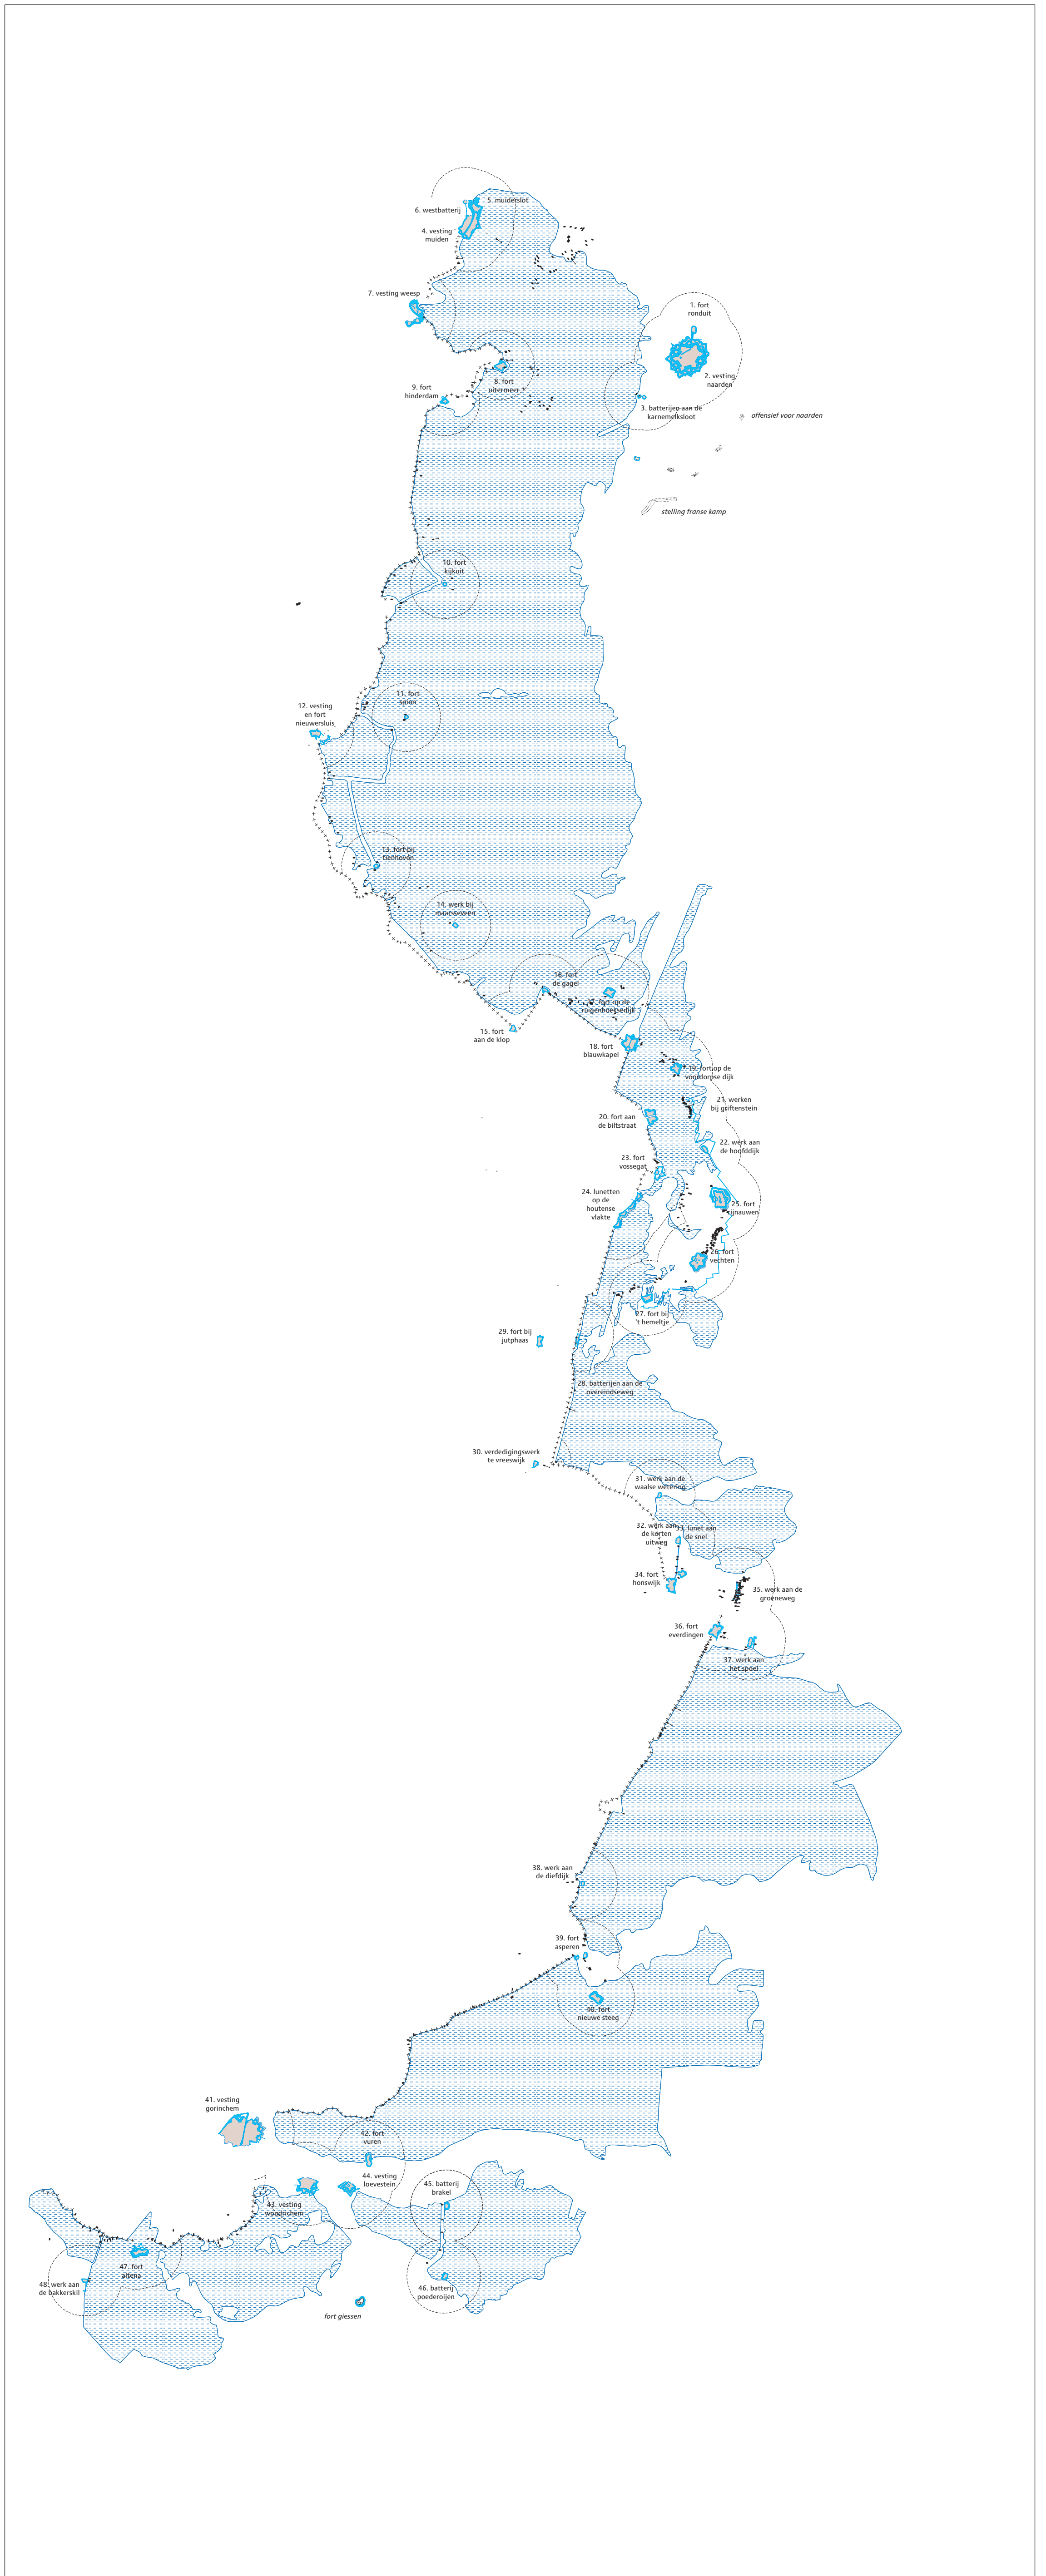 5. muiderslot
6. westbatterij
4. vesting
muiden
7. vesting weesp
1. fort
ronduit
2. vesting
naarden
8. fort
uitermeer
9. fort
hinderdam
3. batterijen aan de
karnemelksloot
offensief voor naarden
stelling franse kamp
10. fort
kijkuit
11. fort
spion
12. vesting
en fort
nieuwersluis
13. fort bij
tienhoven
14. werk bij
maarsseveen
16. fort
de gagel
17. fort op de
ruigenhoeksedijk
15. fort
aan de klop
18. fort
blauwkapel
19. fort op de
voordorpse dijk
21. werken
bij griftenstein
20. fort aan
de biltstraat
22. werk aan
de hoofddijk
23. fort
vossegat
24. lunetten
op de
houtense
vlakte
25. fort
rijnauwen
26. fort
vechten
27. fort bij
't hemeltje
29. fort bij
jutphaas
28. batterijen aan de
overeindseweg
30. verdedigingswerk
te vreeswijk
31. werk aan de
waalse wetering
32. werk aan
de korten
uitweg
33. lunet aan
de snel
34. fort
honswijk
35. werk aan de
groeneweg
36. fort
everdingen
37. werk aan
het spoel
38. werk aan
de diefdijk
39. fort
asperen
40. fort
nieuwe steeg
41. vesting
gorinchem
42. fort
vuren
44. vesting
loevestein
45. batterij
brakel
43. vesting
woudrichem
47. fort
altena
48. werk aan
de bakkerskil
46. batterij
poederoijen
fort giessen